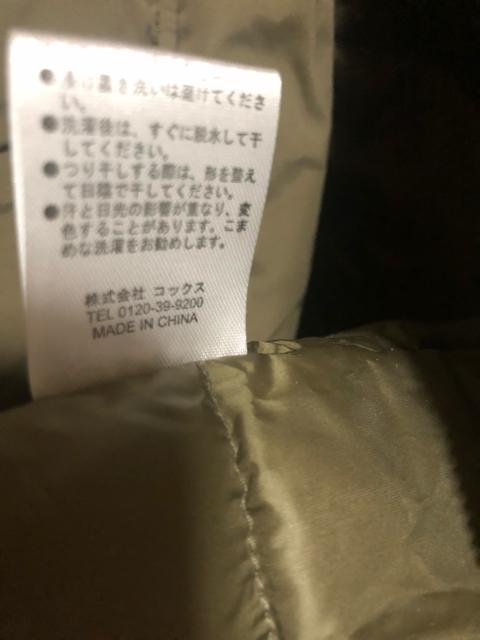 ● つけ置き洗いは避けてくださ
い。
● 洗濯後は、すぐに脱水して干
してください。
● つり干しする際は、形を整え
て日陰で干してください。
● 汗と日光の影響が重なり、変
色することがあります。こま
めな洗濯をお勧めします。
株式会社 コックス
TEL 0120-39-9200
MADE IN CHINA